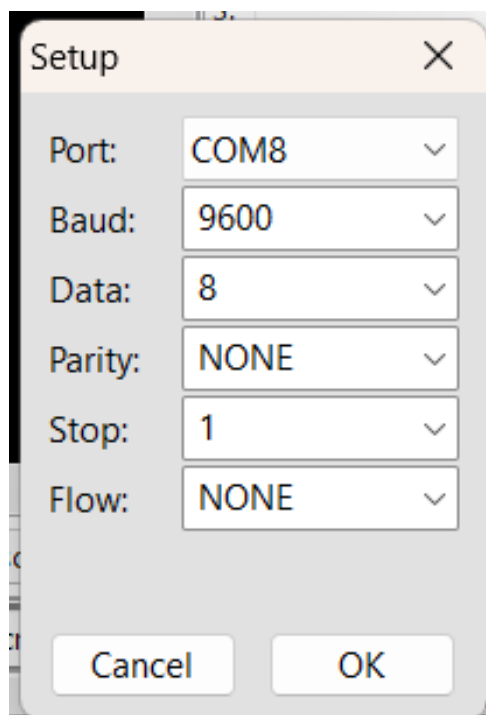 Setup
Port: COM8
Baud: 9600
Data: 8
Parity: NONE
Stop: 1
Flow: NONE
Cancel OK